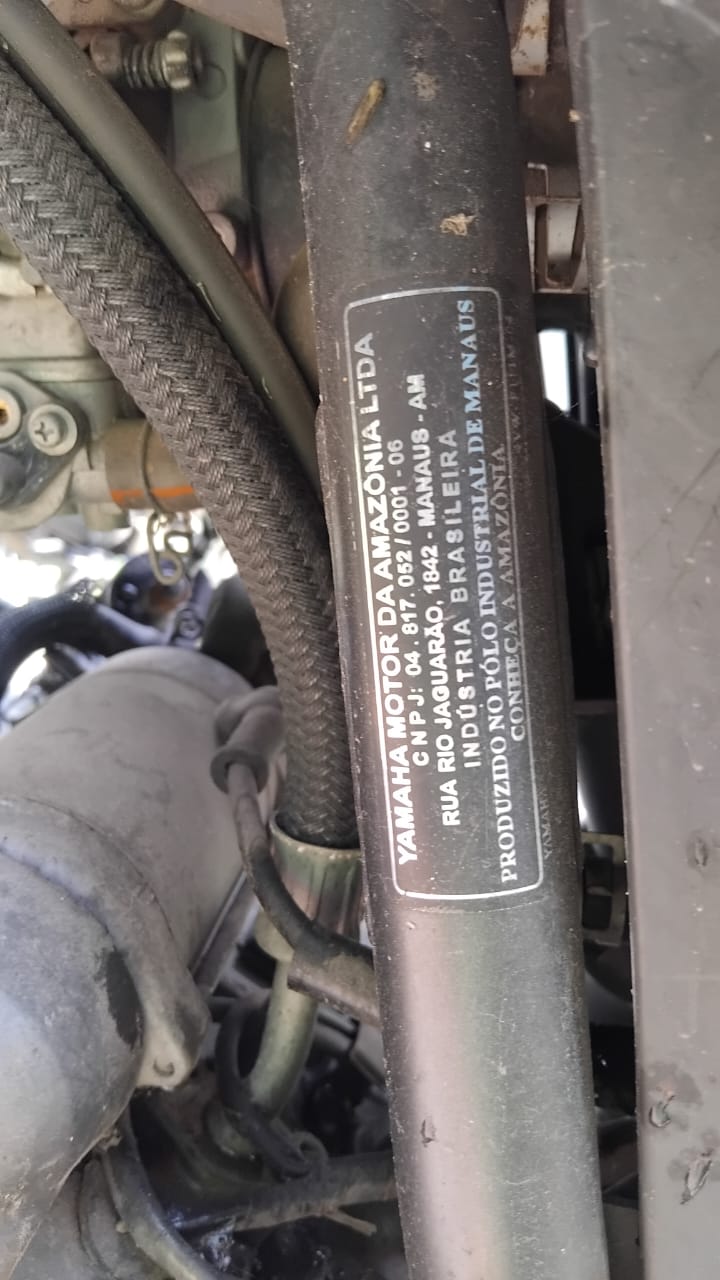 YAMAHA MOTOR DA AMAZÔNIA LTDA
CNPJ: 04. 817. 052 / 0001 - 06
RUA RIO JAGUARÃO, 1842 - MANAUS - AM
INDÚSTRIA BRASILEIRA
PRODUZIDO NO PÓLO INDUSTRIAL DE MANAUS
CONHEÇA A AMAZÔNIA